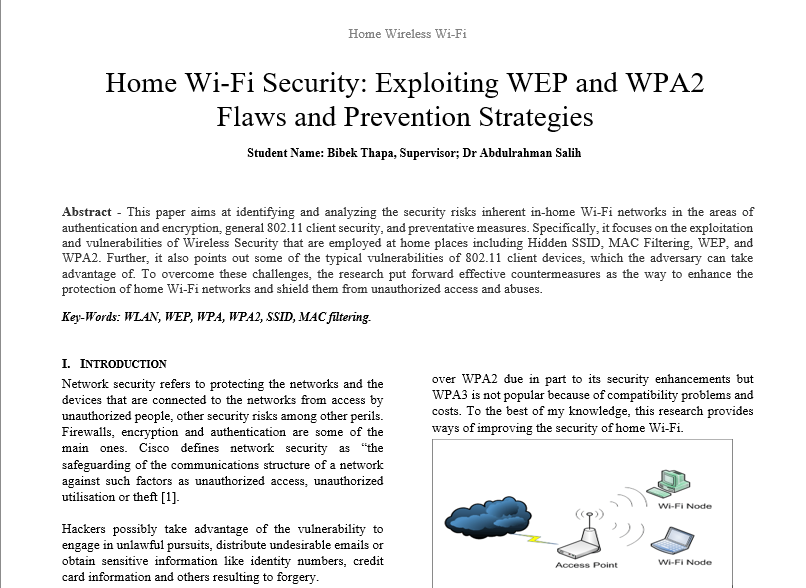 Home Wireless Wi-Fi
Home Wi-Fi Security: Exploiting WEP and WPA2
Flaws and Prevention Strategies
Student Name: Bibek Thapa, Supervisor; Dr Abdulrahman Salih
Abstract - This paper aims at identifying and analyzing the security risks inherent in-home Wi-Fi networks in the areas of
authentication and encryption, general 802.11 client security, and preventative measures. Specifically, it focuses on the exploitation
and vulnerabilities of Wireless Security that are employed at home places including Hidden SSID, MAC Filtering, WEP, and
WPA2. Further, it also points out some of the typical vulnerabilities of 802.11 client devices, which the adversary can take
advantage of. To overcome these challenges, the research put forward effective countermeasures as the way to enhance the
protection of home Wi-Fi networks and shield them from unauthorized access and abuses.
Key-Words: WLAN, WEP, WPA, WPA2, SSID, MAC filtering.
I. INTRODUCTION
Network security refers to protecting the networks and the
devices that are connected to the networks from access by
unauthorized people, other security risks among other perils.
Firewalls, encryption and authentication are some of the
main ones. Cisco defines network security as “the
safeguarding of the communications structure of a network
against such factors as unauthorized access, unauthorized
utilisation or theft [1].
Hackers possibly take advantage of the vulnerability to
engage in unlawful pursuits, distribute undesirable emails or
obtain sensitive information like identity numbers, credit
card information and others resulting to forgery.
over WPA2 due in part to its security enhancements but
WPA3 is not popular because of compatibility problems and
costs. To the best of my knowledge, this research provides
ways of improving the security of home Wi-Fi.
Wi-Fi Node
Wi-Fi Node
Access Point